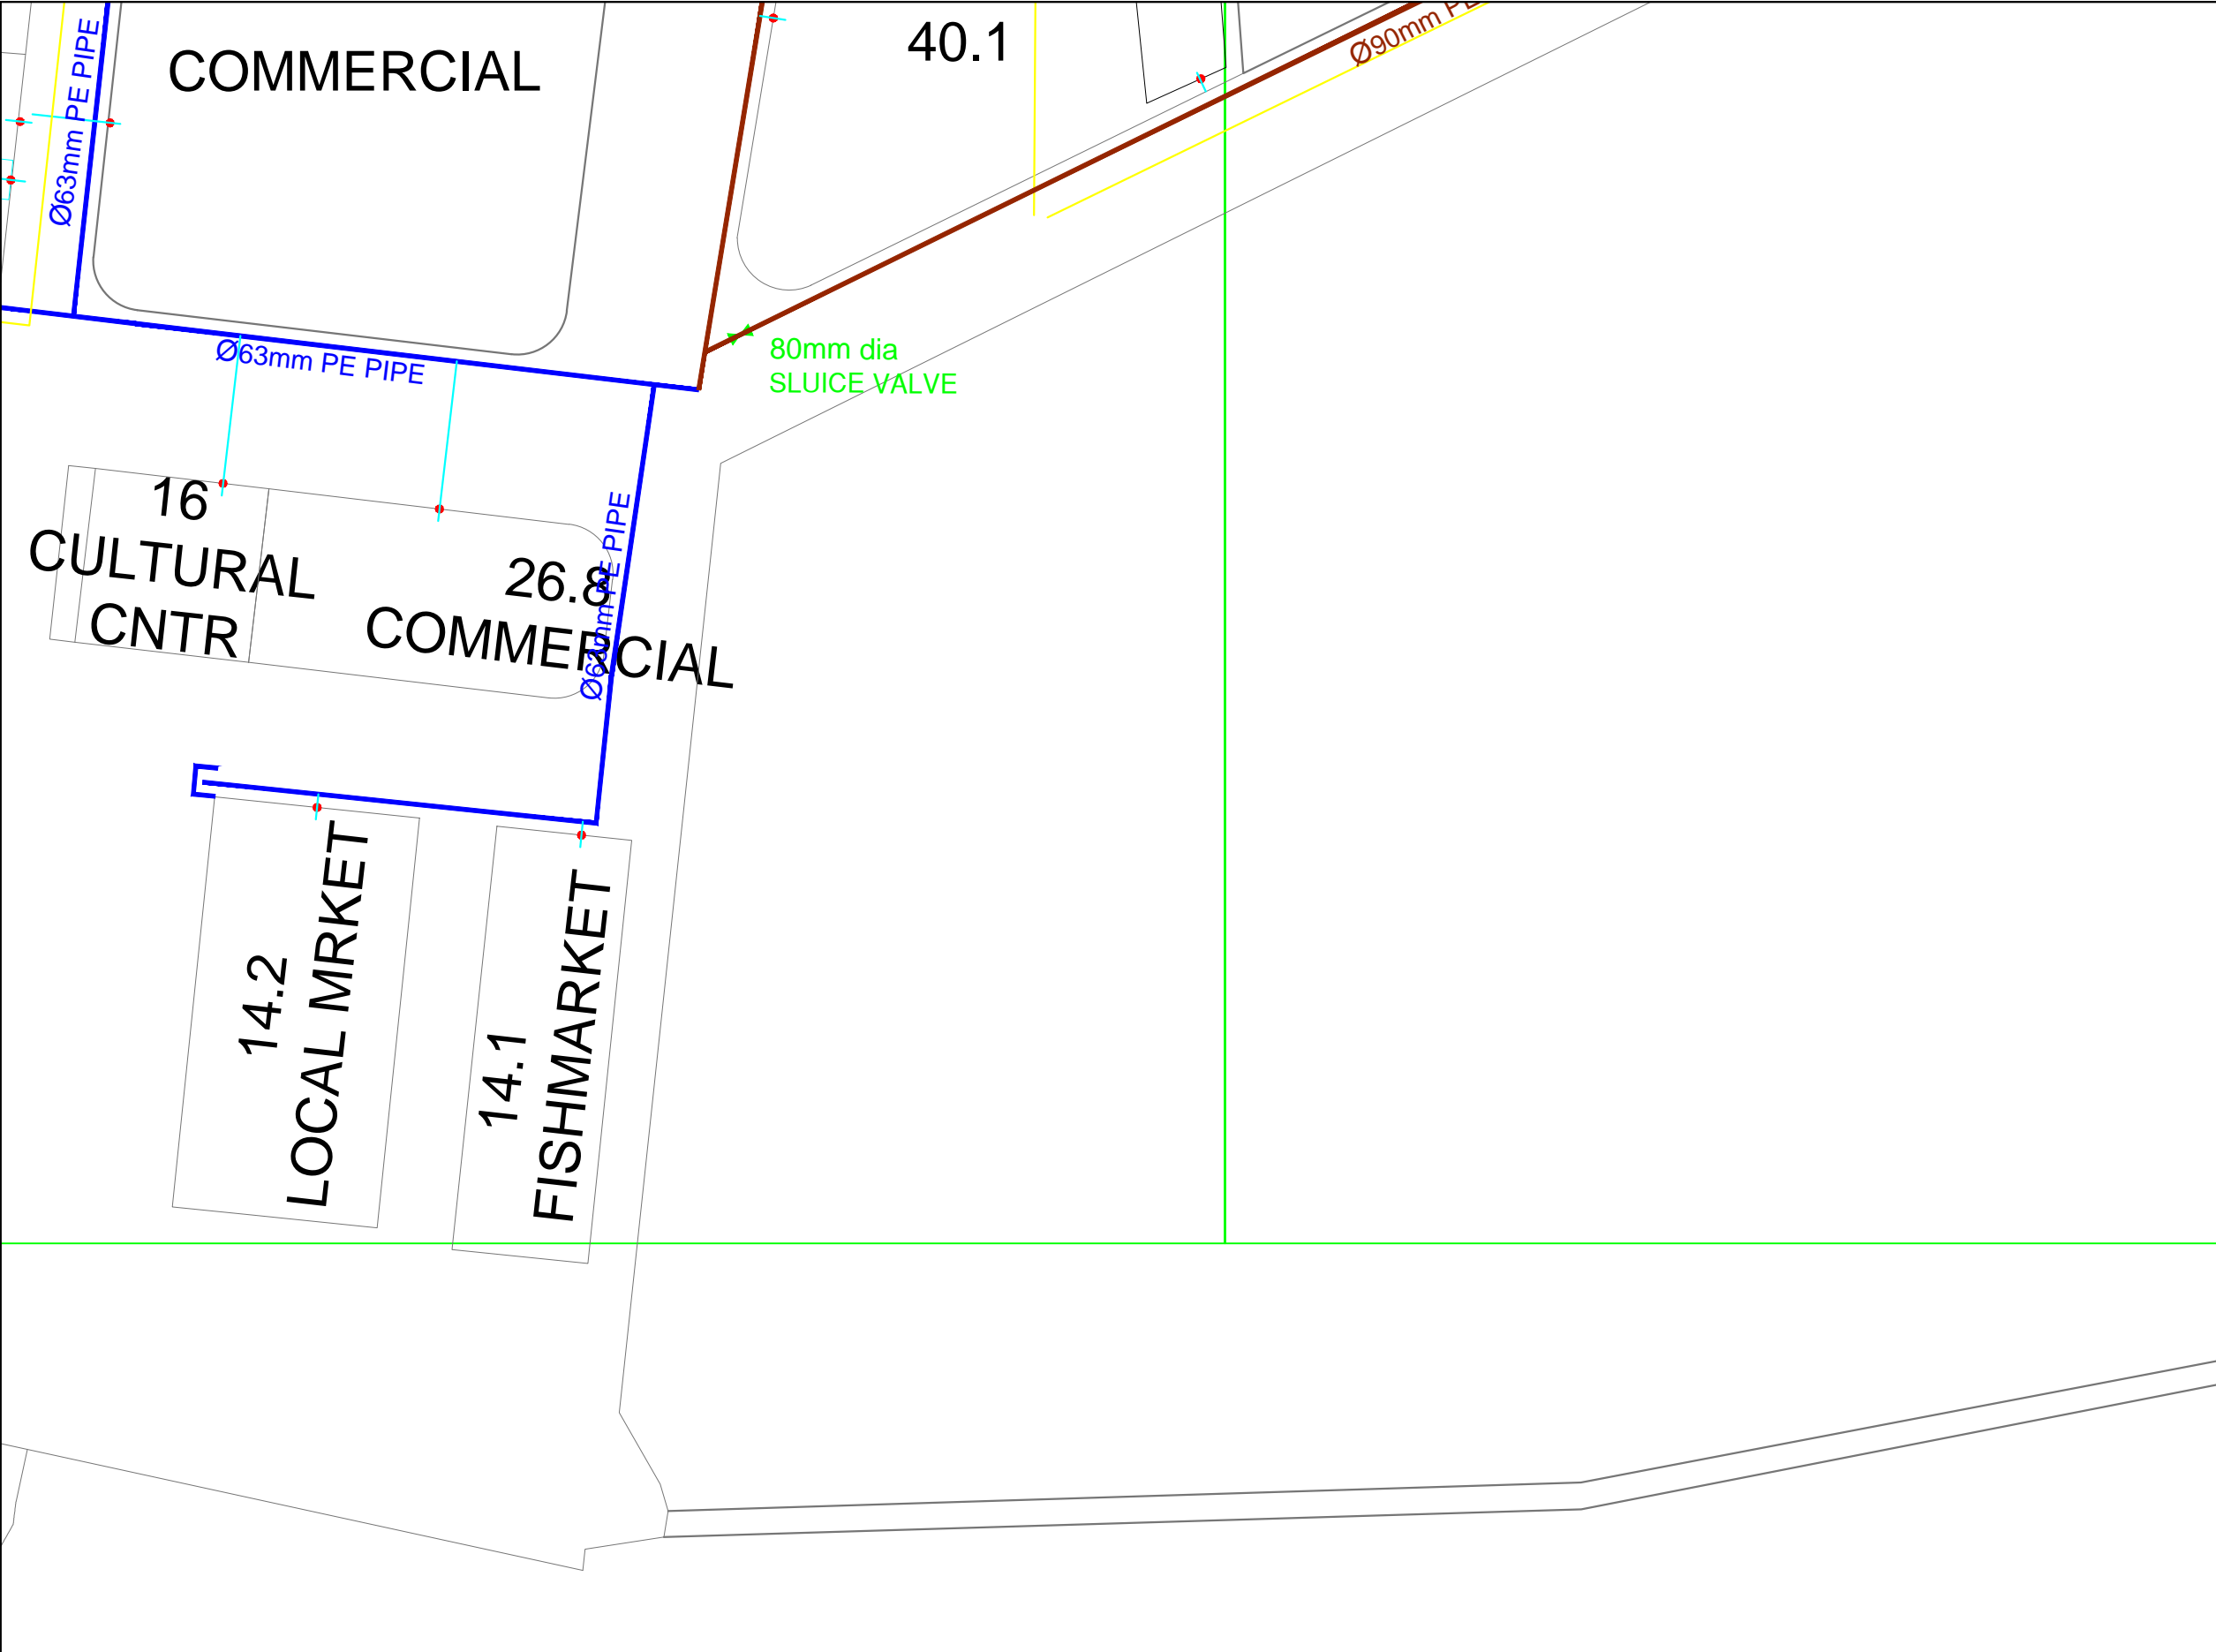 COMMERCIAL
40.1
Ø90mm
Ø63mm PE PIPE
Ø63mm PE PIPE
80mm dia
SLUICE VALVE
16
CULTURAL
CNTR
26.8
COMMERCIAL
Ø63mm PE PIPE
14.2
LOCAL MRKET
14.1
FISHMARKET